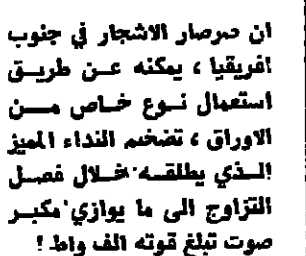 ان صرصار الاشجار في جنوب
افريقيا ، يمكنه عن طريق
استعمال نوع خاص من
الاوراق ، تضخم النداء المميز
الذي يطلقه خلال فصل
التزاوج الى ما يوازي مكبر
صوت تبلغ قوته الف واط !